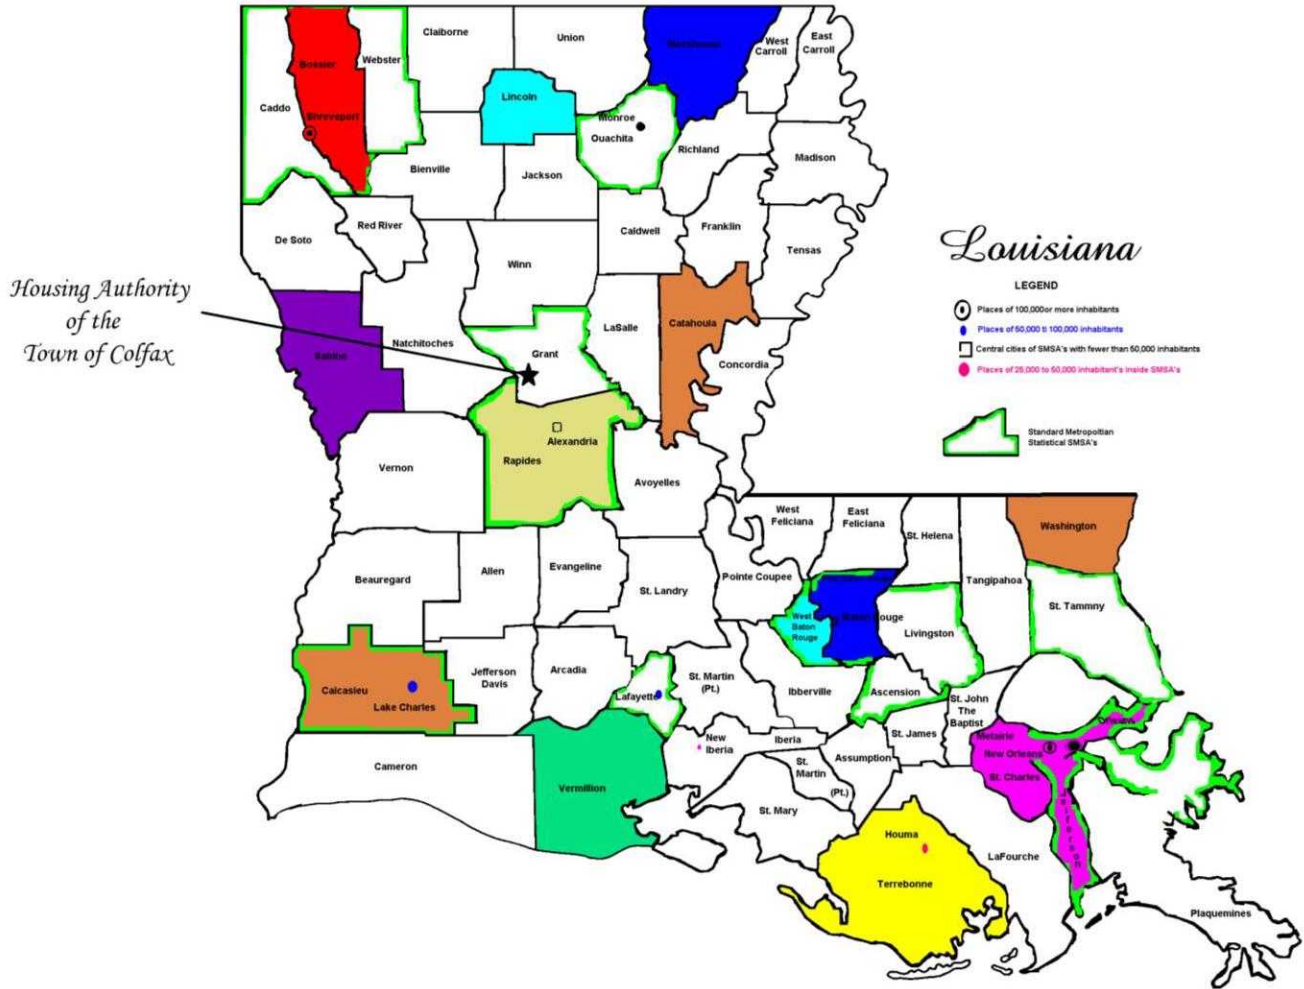 Claiborne
Union
West
Carroll
East
Carroll
Webster
Bossier
Caddo
Shreveport
Lincoln
Monroe
Ouachita
Richland
Madison
Bienville
Jackson
Red River
De Soto
Caldwell
Franklin
Tensas
Winn
Louisiana
LEGEND
Places of 100,000or more inhabitants
Places of 50,000 ti 100,000 inhabitants
Central cities of SMSA's with fewer than 50,000 inhabitants
Places of 25,000 to 50,000 inhabitant's inside SMSA's
Standard Metropoltian
Statistical SMSA's
Housing Authority
of the
Town of Colfax
Sabine
Natchitoches
Grant
LaSalle
Catahoula
Concordia
Alexandria
Rapides
Vernon
Avoyelles
West
Feliciana
East
Feliciana
St. Helena
Washington
Beauregard
Allen
Evangeline
St. Landry
Pointe Coupee
Tangipahoa
St. Tammny
West
Baton
Rouge
Baton Rouge
Livingston
Calcasieu
Lake Charles
Jefferson
Davis
Arcadia
Lafayette
St. Martin
(Pt.)
Ibberville
Ascension
St. John
The
Baptist
Orleans
Cameron
Vermillion
New
Iberia
Iberia
St.
Martin
(Pt.)
Assumption
St. James
Metairie
New Orleans
St. Charles
Jefferson
St. Mary
Houma
Terrebonne
LaFourche
Plaquemines